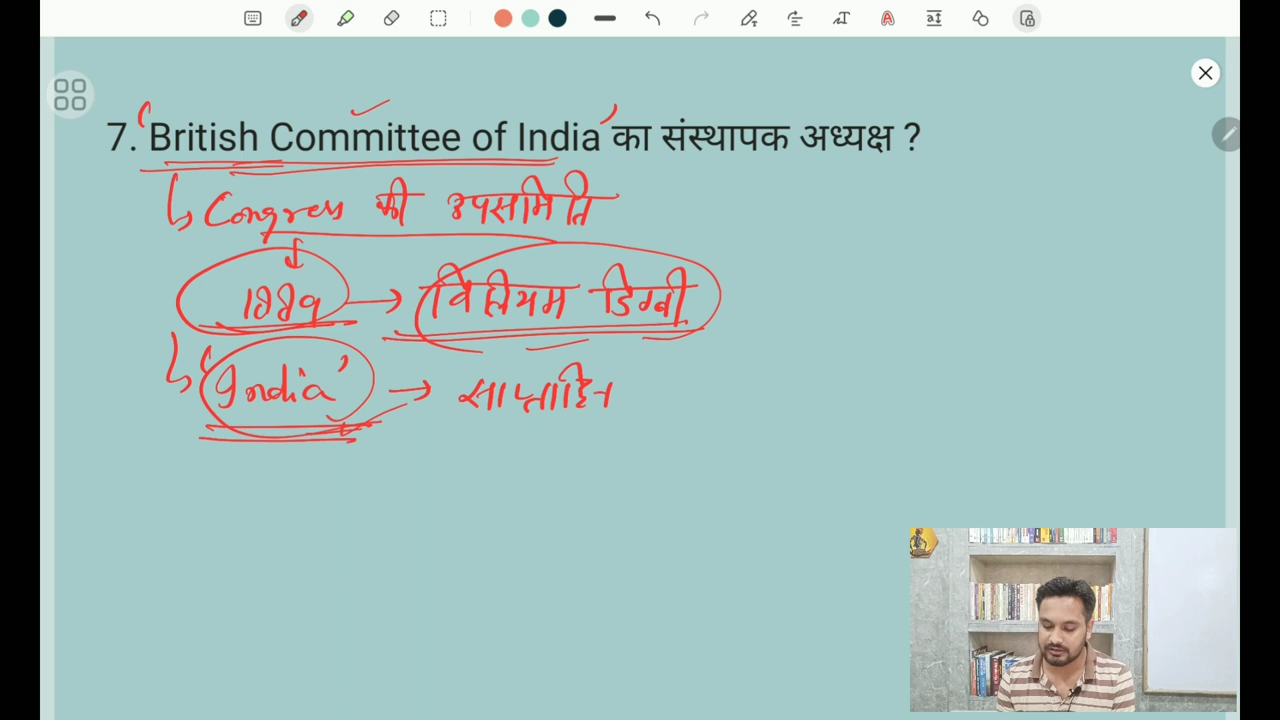 7. 'British Committee of India' का संस्थापक अध्यक्ष ?
Congress की उपसमिति
1889 → विलियम डिग्बी
'India' → साप्ताहि